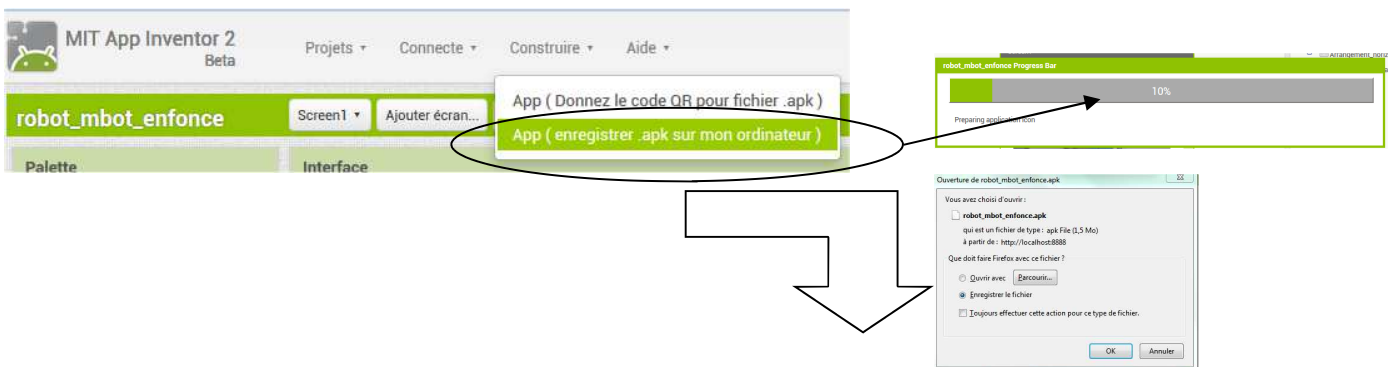 MIT App Inventor 2
Beta
Projets
Connecte
Construire
Aide
App ( Donnez le code QR pour fichier .apk )
App ( enregistrer .apk sur mon ordinateur )
robot_mbot_enfonce
Screen1
Ajouter écran...
Palette
Interface
Arrangement_horiz
robot_mbot_enfonce Progress Bar
10%
Preparing application icon
Ouverture de robot_mbot_enfonce.apk
Vous avez choisi d'ouvrir :
robot_mbot_enfonce.apk
qui est un fichier de type : apk File (1,5 Mo)
à partir de : http://localhost:8888
Que doit faire Firefox avec ce fichier ?
Ouvrir avec Parcourir...
Enregistrer le fichier
Toujours effectuer cette action pour ce type de fichier.
OK Annuler